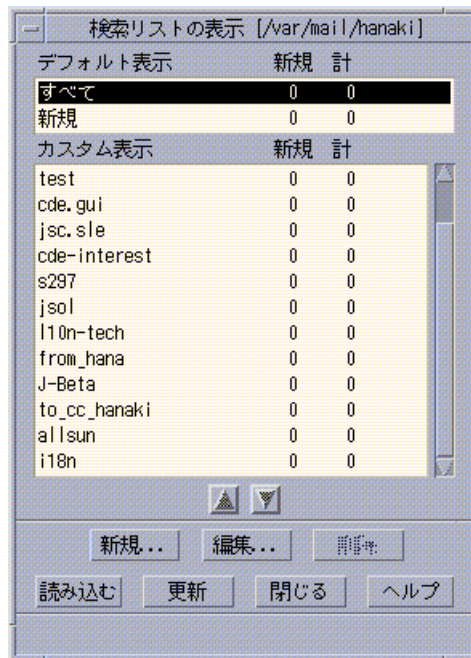 検索リストの表示 [/var/mail/hanaki]
デフォルト表示 新規 計
すべて 0 0
新規 0 0
カスタム表示 新規 計
test 0 0
cde.gui 0 0
jsc.sle 0 0
cde-interest 0 0
s297 0 0
jsol 0 0
l10n-tech 0 0
from_hana 0 0
J-Beta 0 0
to_cc_hanaki 0 0
allsun 0 0
i18n 0 0
新規... 編集... 削除
読み込む 更新 閉じる ヘルプ